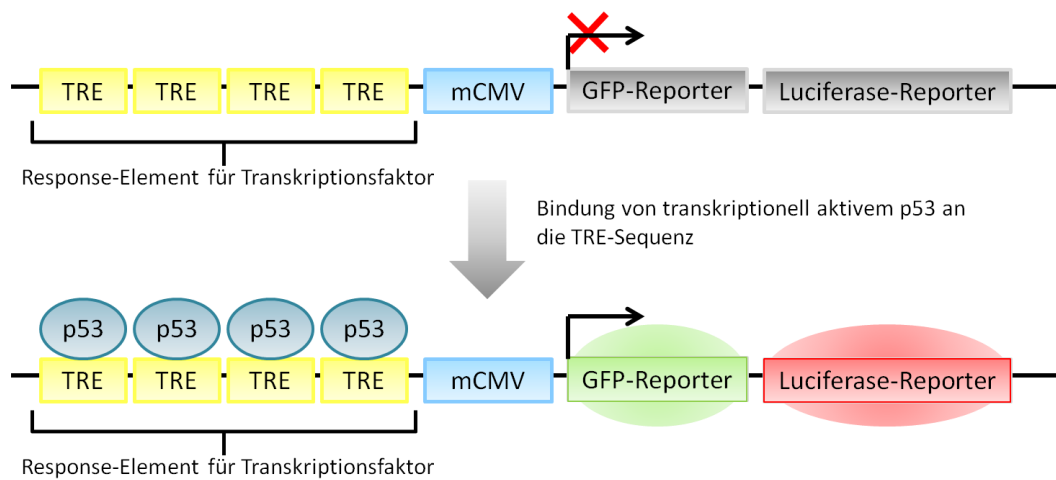 TRE TRE TRE TRE mCMV GFP-Reporter Luciferase-Reporter
Response-Element für Transkriptionsfaktor
Bindung von transkriptionell aktivem p53 an
die TRE-Sequenz
p53 p53 p53 p53
TRE TRE TRE TRE mCMV GFP-Reporter Luciferase-Reporter
Response-Element für Transkriptionsfaktor